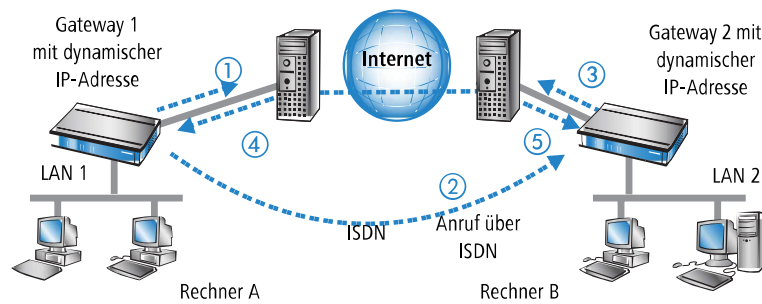 Gateway 1
mit dynamischer
IP-Adresse
①
Internet
③
Gateway 2 mit
dynamischer
IP-Adresse
④
⑤
LAN 1
②
LAN 2
ISDN
Anruf über
ISDN
Rechner A
Rechner B